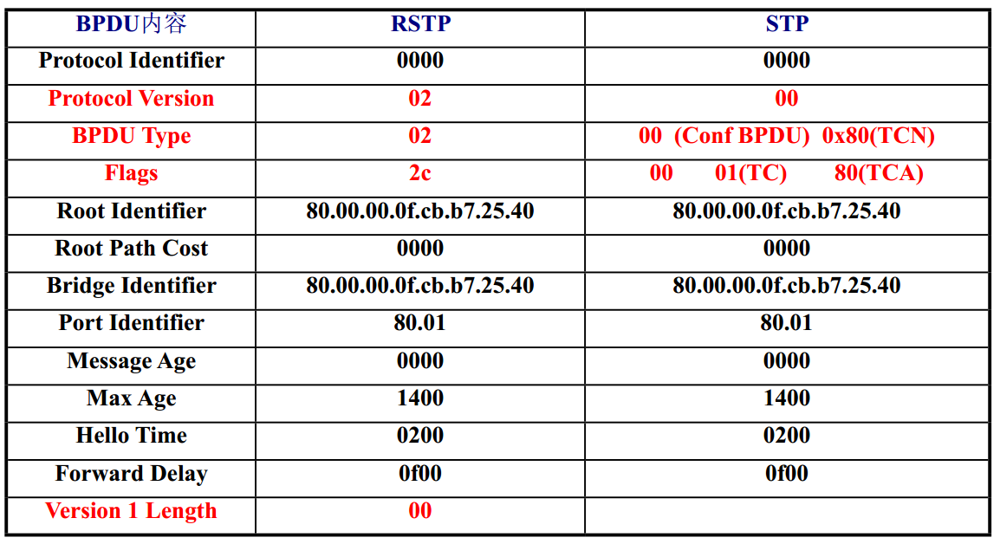 BPDU内容 RSTP STP
Protocol Identifier 0000 0000
Protocol Version 02 00
BPDU Type 02 00 (Conf BPDU) 0x80(TCN)
Flags 2c 00 01(TC) 80(TCA)
Root Identifier 80.00.00.0f.cb.b7.25.40 80.00.00.0f.cb.b7.25.40
Root Path Cost 0000 0000
Bridge Identifier 80.00.00.0f.cb.b7.25.40 80.00.00.0f.cb.b7.25.40
Port Identifier 80.01 80.01
Message Age 0000 0000
Max Age 1400 1400
Hello Time 0200 0200
Forward Delay 0f00 0f00
Version 1 Length 00